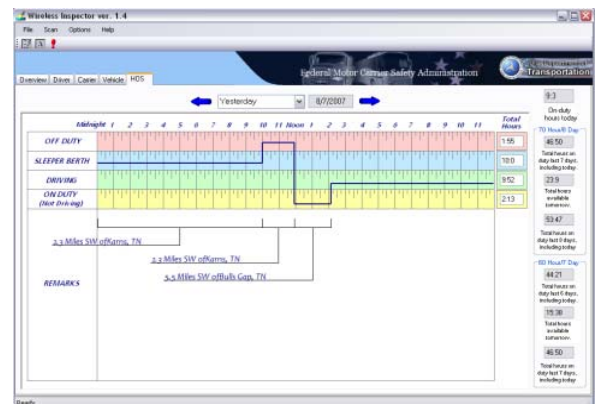 Wireless Inspector ver. 1.4
File Scan Options Help
Federal Motor Carrier Safety Administration
Transportation
Overview Driver Carrier Vehicle HOS
Yesterday 8/7/2007
Midnight 1 2 3 4 5 6 7 8 9 10 11 Noon 1 2 3 4 5 6 7 8 9 10 11 Total Hours
OFF DUTY 1:55
SLEEPER BERTH 10:0
DRIVING 9:52
ON DUTY (Not Driving) 2:13
2.3 Miles SW ofKarns, TN
2.3 Miles SW ofKarns, TN
5.5 Miles SW ofBulls Gap, TN
REMARKS
9:3
On-duty
hours today
70 Hour/8 Day
46:50
Total hours on
duty last 7 days,
including today
23:9
Total hours
available
tomorrow.
53:47
Total hours on
duty last 8 days,
including today
60 Hour/7 Day
44:21
Total hours on
duty last 6 days,
including today
15:38
Total hours
available
tomorrow.
46:50
Total hours on
duty last 7 days,
including today
Ready